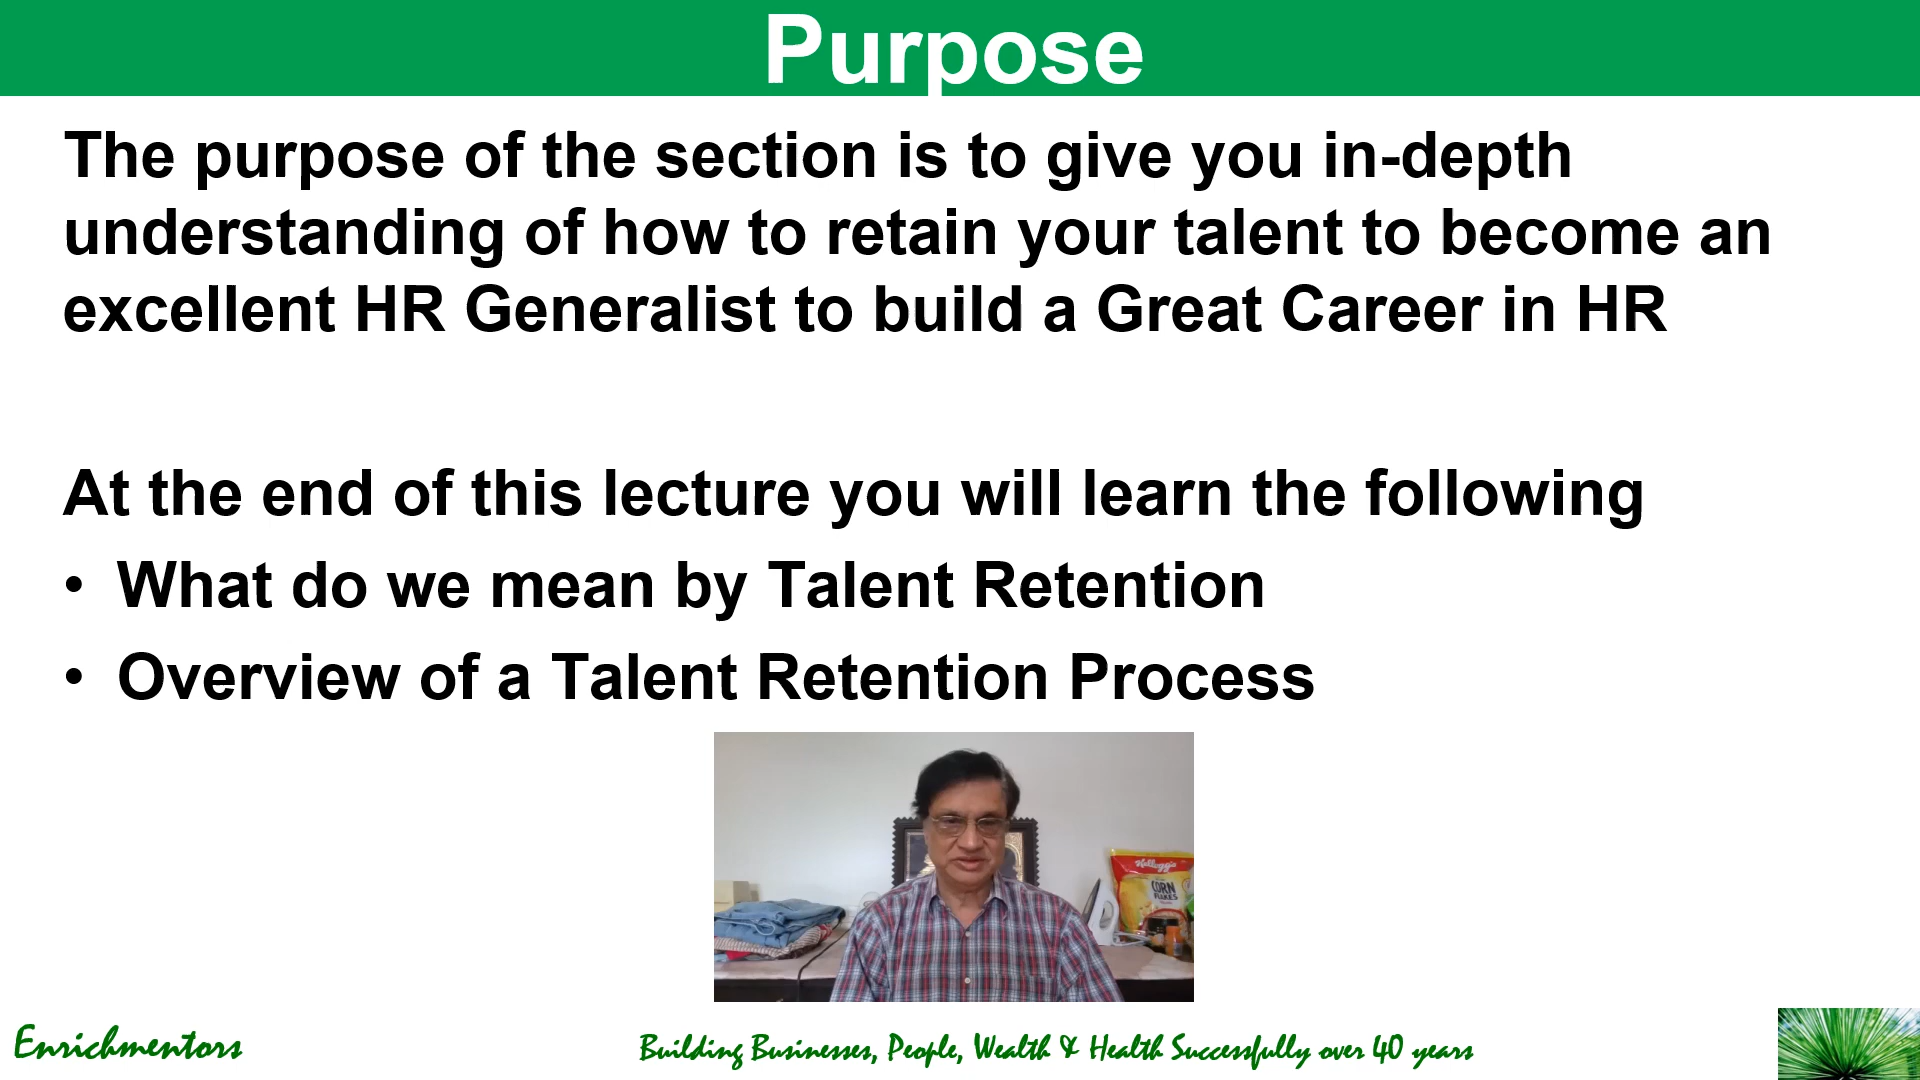 Purpose
The purpose of the section is to give you in-depth
understanding of how to retain your talent to become an
excellent HR Generalist to build a Great Career in HR
At the end of this lecture you will learn the following
• What do we mean by Talent Retention
• Overview of a Talent Retention Process
Kellogg's
CORN
FLAKES
Enrichmentors
Building Businesses, People, Wealth & Health Successfully over 40 years